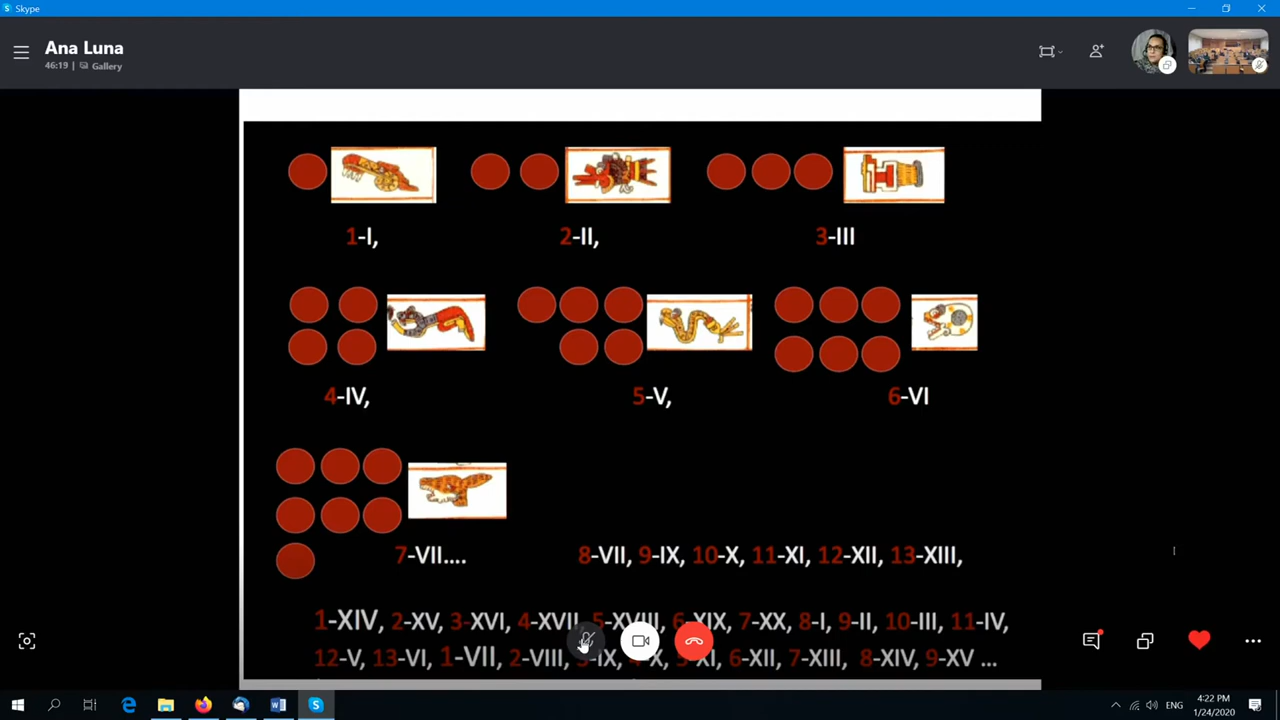 Skype
Ana Luna
46:19 | Gallery
1-I, 2-II, 3-III
4-IV, 5-V, 6-VI
7-VII.... 8-VII, 9-IX, 10-X, 11-XI, 12-XII, 13-XIII,
1-XIV, 2-XV, 3-XVI, 4-XVII, 5-XVIII, 6-XIX, 7-XX, 8-I, 9-II, 10-III, 11-IV,
12-V, 13-VI, 1-VII, 2-VIII, 3-IX, 4-X, 5-XI, 6-XII, 7-XIII, 8-XIV, 9-XV ...
ENG
4:22 PM
1/24/2020